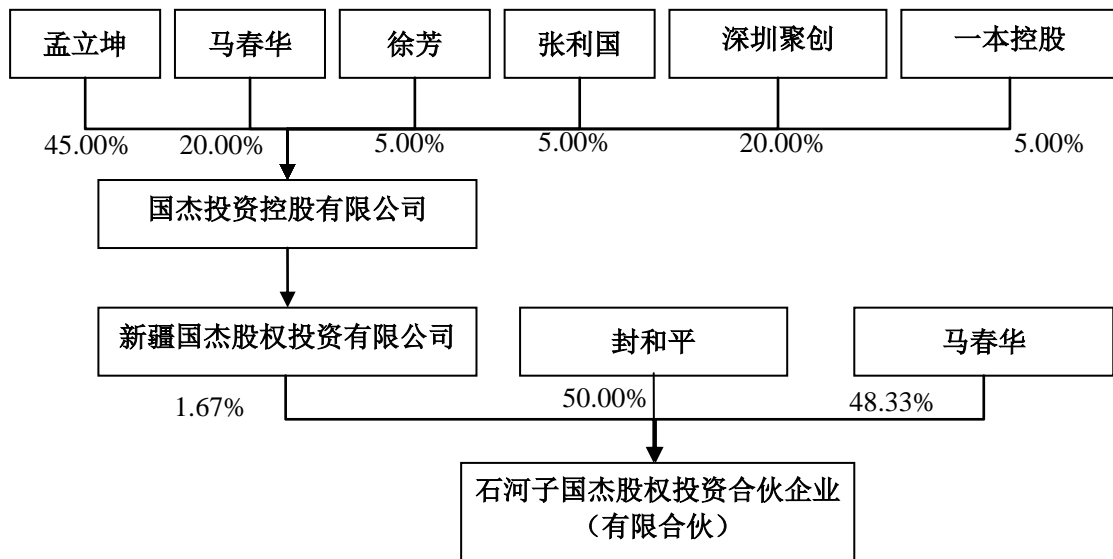 孟立坤
马春华
徐芳
张利国
深圳聚创
一本控股
45.00%
20.00%
5.00%
5.00%
20.00%
5.00%
国杰投资控股有限公司
新疆国杰股权投资有限公司
封和平
马春华
1.67%
50.00%
48.33%
石河子国杰股权投资合伙企业
（有限合伙）